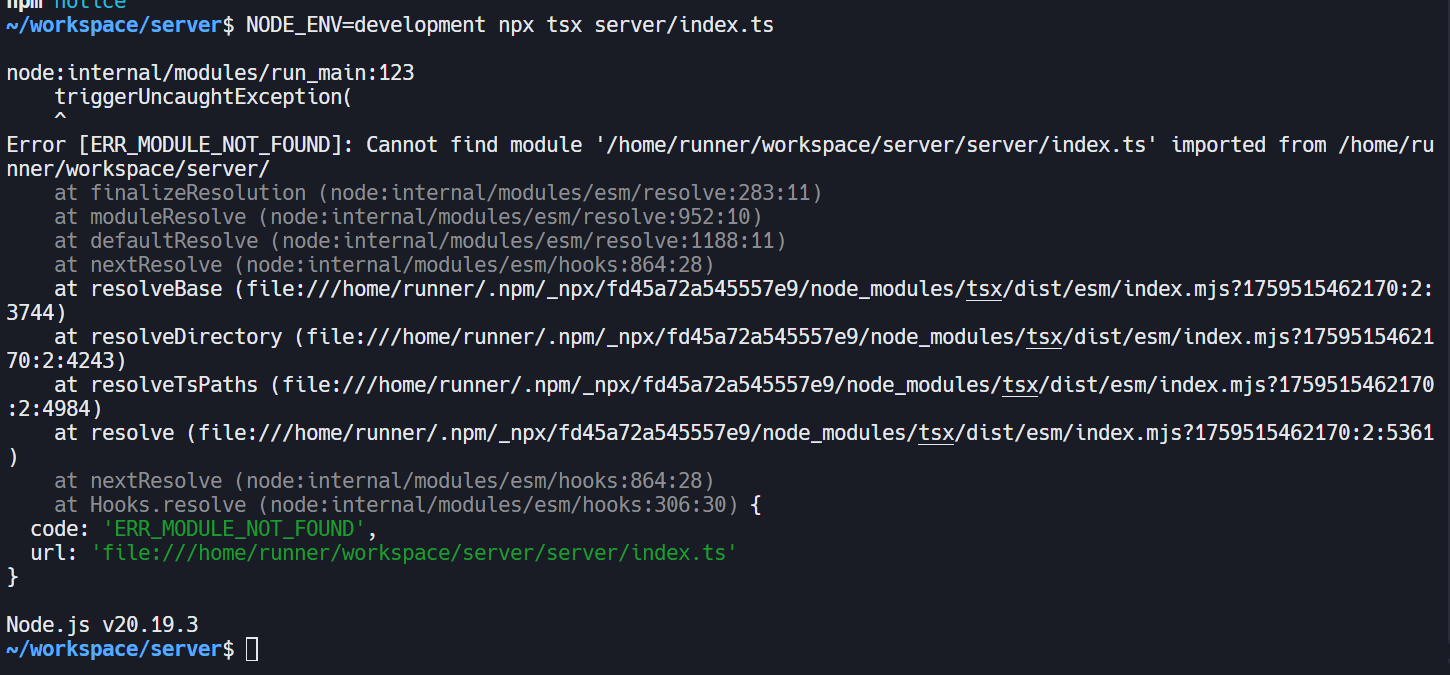 npm notice
~/workspace/server$ NODE_ENV=development npx tsx server/index.ts
node:internal/modules/run_main:123
    triggerUncaughtException(
    ^
Error [ERR_MODULE_NOT_FOUND]: Cannot find module '/home/runner/workspace/server/server/index.ts' imported from /home/ru
nner/workspace/server/
    at finalizeResolution (node:internal/modules/esm/resolve:283:11)
    at moduleResolve (node:internal/modules/esm/resolve:952:10)
    at defaultResolve (node:internal/modules/esm/resolve:1188:11)
    at nextResolve (node:internal/modules/esm/hooks:864:28)
    at resolveBase (file:///home/runner/.npm/_npx/fd45a72a545557e9/node_modules/tsx/dist/esm/index.mjs?1759515462170:2:
3744)
    at resolveDirectory (file:///home/runner/.npm/_npx/fd45a72a545557e9/node_modules/tsx/dist/esm/index.mjs?17595154621
70:2:4243)
    at resolveTsPaths (file:///home/runner/.npm/_npx/fd45a72a545557e9/node_modules/tsx/dist/esm/index.mjs?1759515462170
:2:4984)
    at resolve (file:///home/runner/.npm/_npx/fd45a72a545557e9/node_modules/tsx/dist/esm/index.mjs?1759515462170:2:5361
)
    at nextResolve (node:internal/modules/esm/hooks:864:28)
    at Hooks.resolve (node:internal/modules/esm/hooks:306:30) {
  code: 'ERR_MODULE_NOT_FOUND',
  url: 'file:///home/runner/workspace/server/server/index.ts'
}
Node.js v20.19.3
~/workspace/server$